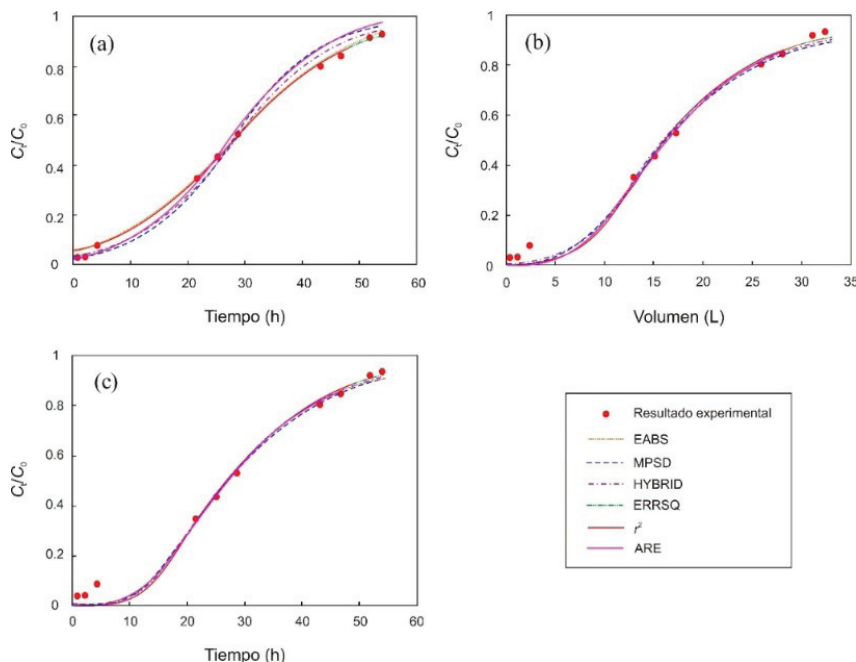 (a)
1
0.8
0.6
0.4
0.2
0
Cₜ/C₀
0 10 20 30 40 50 60
Tiempo (h)
(b)
1
0.8
0.6
0.4
0.2
0
Cₜ/C₀
0 5 10 15 20 25 30 35
Volumen (L)
(c)
1
0.8
0.6
0.4
0.2
0
Cₜ/C₀
0 10 20 30 40 50 60
Tiempo (h)
Resultado experimental
EABS
MPSD
HYBRID
ERRSQ
r²
ARE